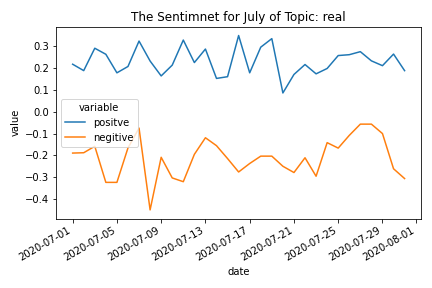 The Sentimnet for July of Topic: real
value
0.3
0.2
0.1
0.0
−0.1
−0.2
−0.3
−0.4
variable
positve
negitive
2020-07-01
2020-07-05
2020-07-09
2020-07-13
2020-07-17
2020-07-21
2020-07-25
2020-07-29
2020-08-01
date